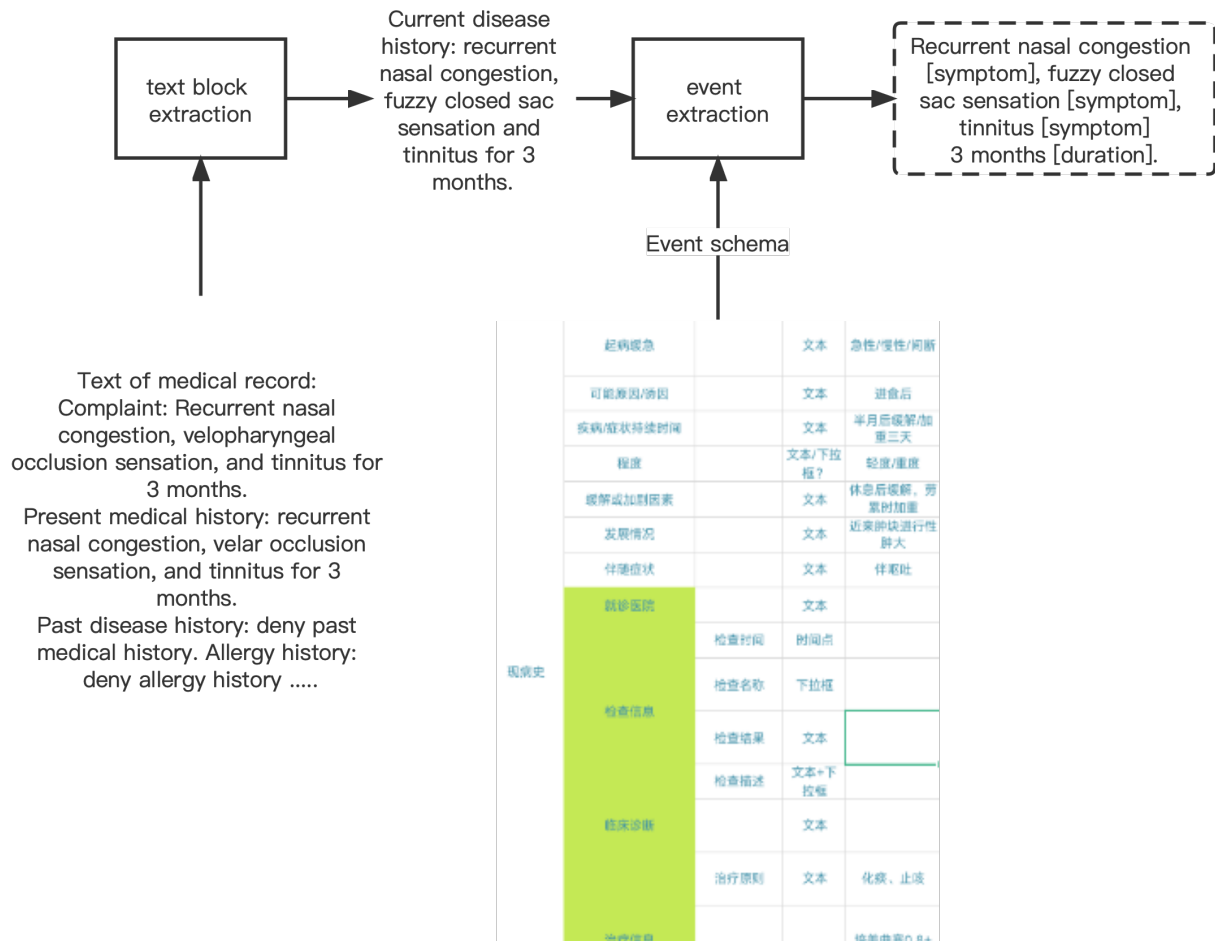 text block
extraction
Current disease
history: recurrent
nasal congestion,
fuzzy closed sac
sensation and
tinnitus for 3
months.
event
extraction
Recurrent nasal congestion
[symptom], fuzzy closed
sac sensation [symptom],
tinnitus [symptom]
3 months [duration].
Event schema
Text of medical record:
Complaint: Recurrent nasal
congestion, velopharyngeal
occlusion sensation, and tinnitus for
3 months.
Present medical history: recurrent
nasal congestion, velar occlusion
sensation, and tinnitus for 3
months.
Past disease history: deny past
medical history. Allergy history:
deny allergy history .....
起病缓急 文本 急性/慢性/间断
可能原因/诱因 文本 进食后
疾病/症状持续时间 文本 半月后缓解/加
重三天
程度 文本/下拉
框? 轻度/重度
缓解或加剧因素 文本 休息后缓解、劳
累时加重
发展情况 文本 近来肿块进行性
肿大
伴随症状 文本 伴呕吐
现病史
就诊医院 文本
检查信息
检查时间 时间点
检查名称 下拉框
检查结果 文本
检查描述 文本+下
拉框
临床诊断 文本
治疗原则 文本 化痰、止咳
治疗信息